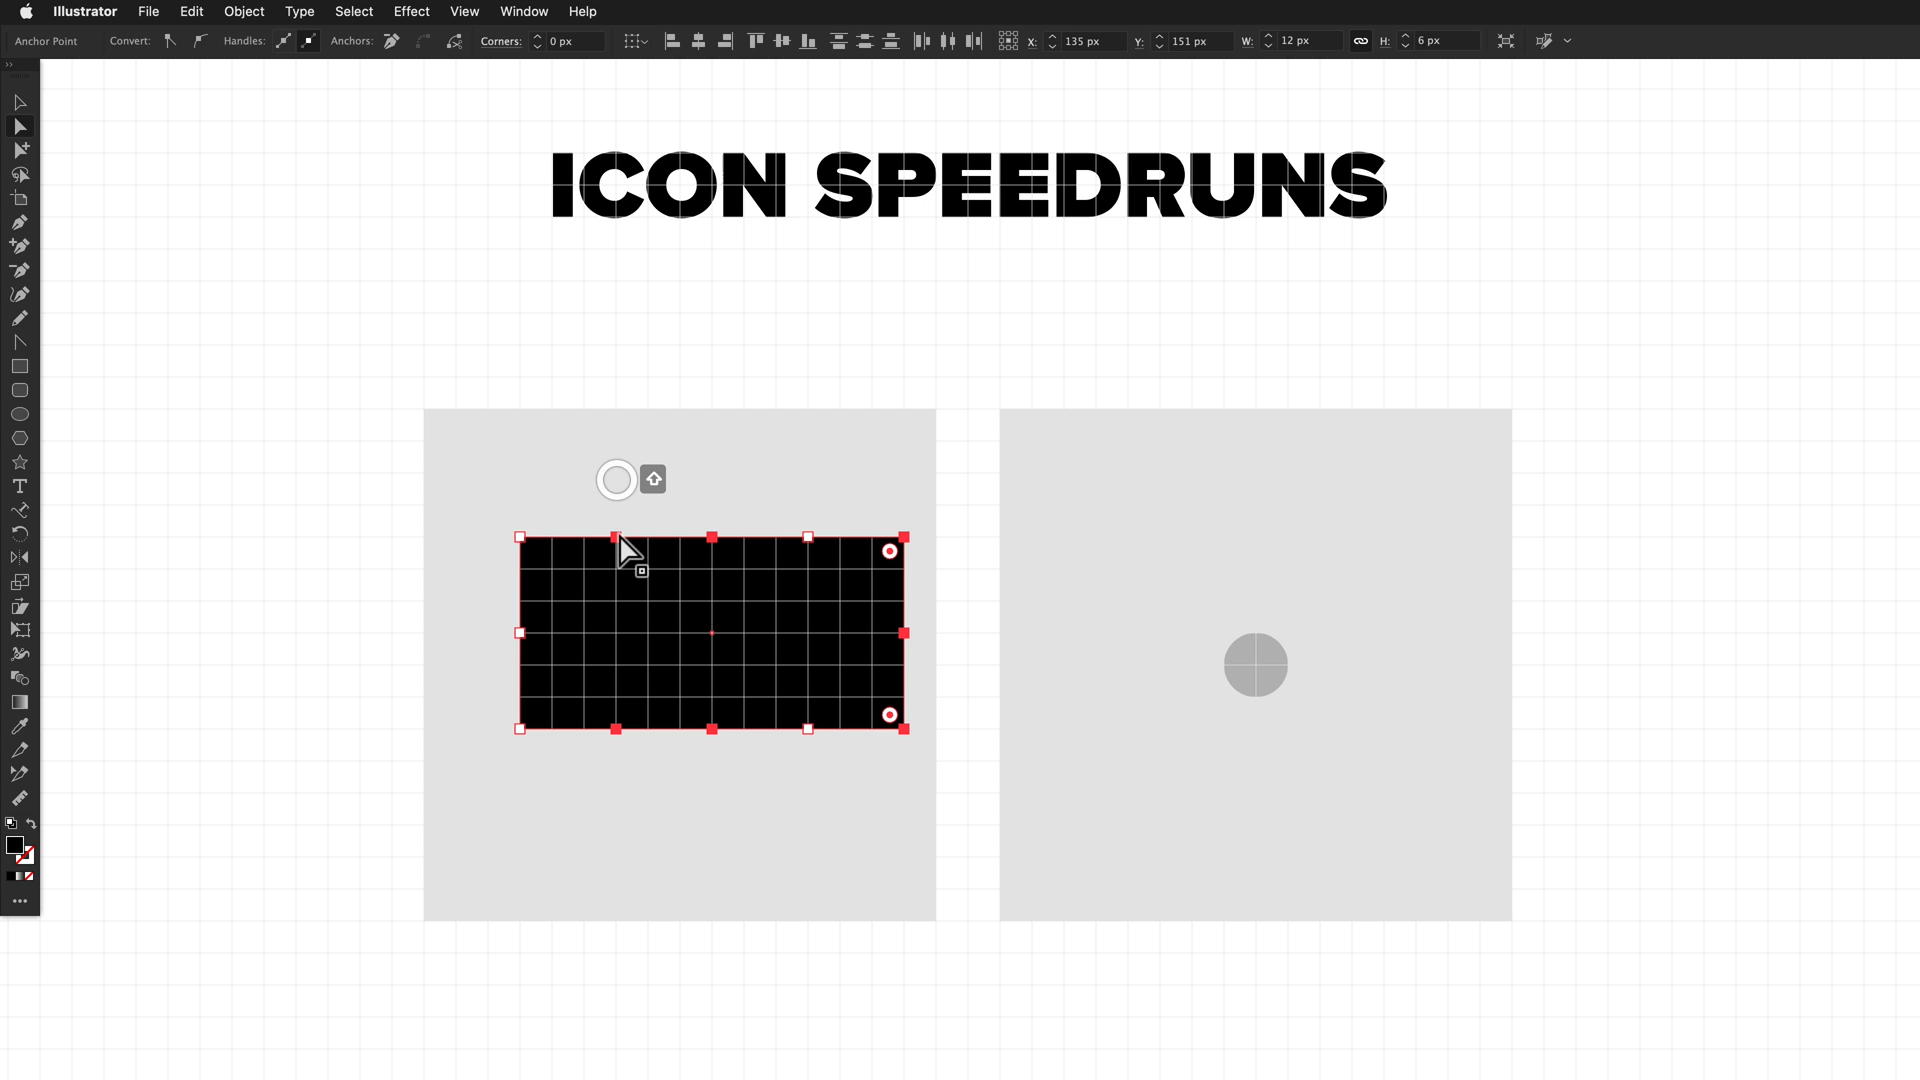 Illustrator File Edit Object Type Select Effect View Window Help
Anchor Point Convert: Handles: Anchors: Corners: 0 px X: 135 px Y: 151 px W: 12 px H: 6 px
ICON SPEEDRUNS